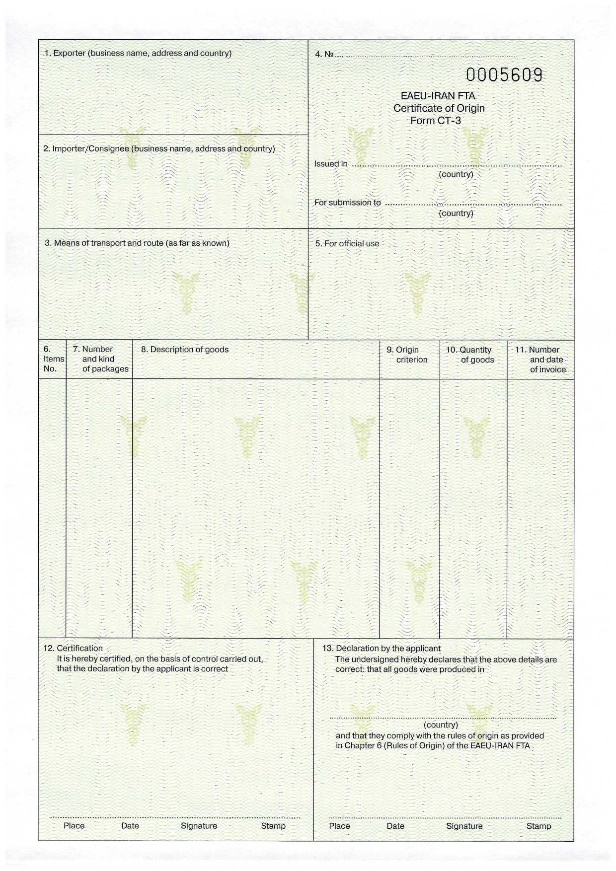 1. Exporter (business name, address and country)
4. №
0005609
EAEU-IRAN FTA
Certificate of Origin
Form CT-3
2. Importer/Consignee (business name, address and country)
Issued in
(country)
For submission to
(country)
3. Means of transport and route (as far as known)
5. For official use
6.
Items
No.
7. Number
and kind
of packages
8. Description of goods
9. Origin
criterion
10. Quantity
of goods
11. Number
and date
of invoice
12. Certification
It is hereby certified, on the basis of control carried out,
that the declaration by the applicant is correct
13. Declaration by the applicant
The undersigned hereby declares that the above details are
correct: that all goods were produced in
(country)
and that they comply with the rules of origin as provided
in Chapter 6 (Rules of Origin) of the EAEU-IRAN FTA.
Place Date Signature Stamp
Place Date Signature Stamp